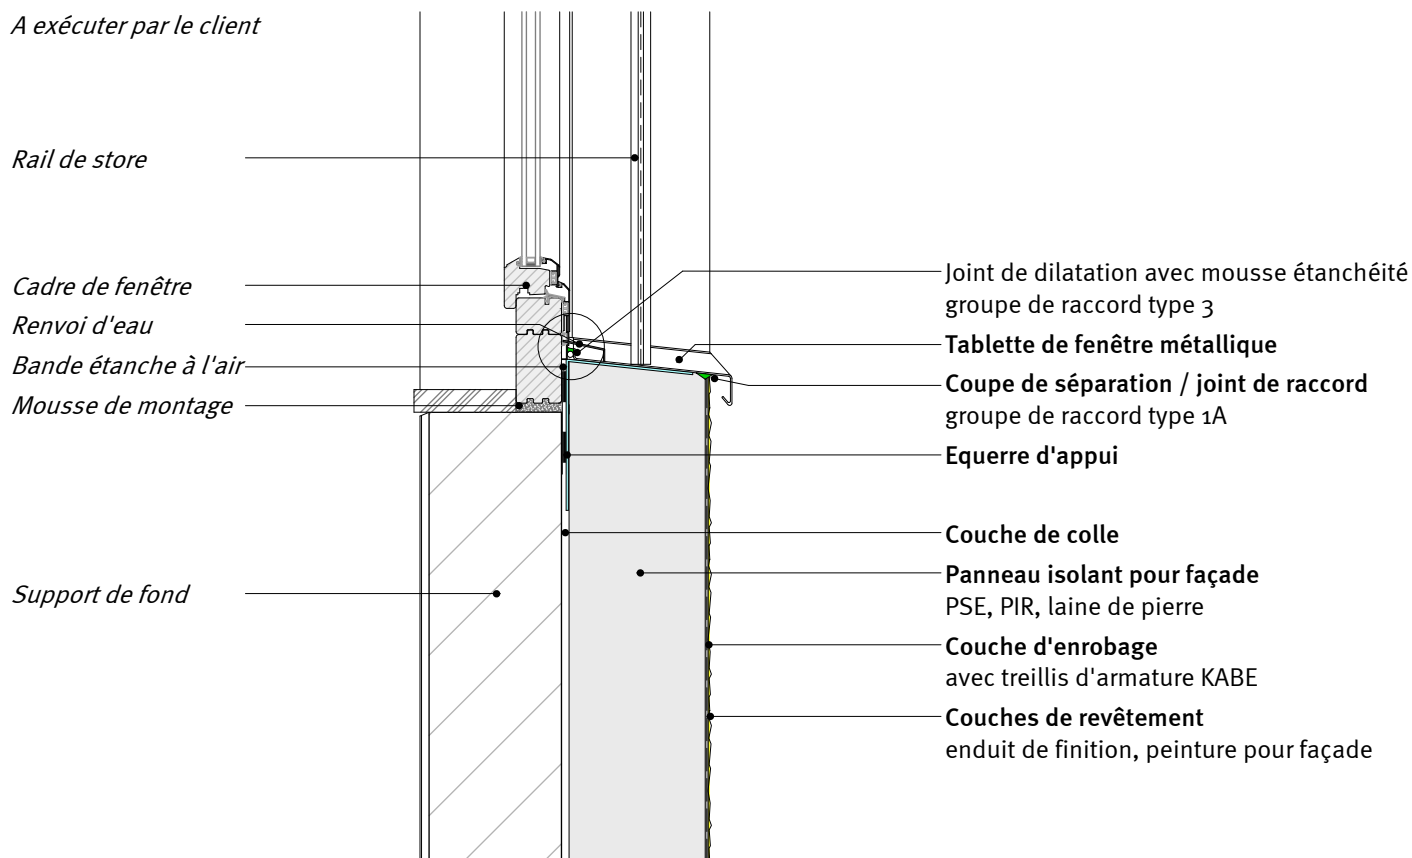 A exécuter par le client
Rail de store
Cadre de fenêtre
Renvoi d'eau
Bande étanche à l'air
Mousse de montage
Support de fond
Joint de dilatation avec mousse étanchéité
groupe de raccord type 3
Tablette de fenêtre métallique
Coupe de séparation / joint de raccord
groupe de raccord type 1A
Equerre d'appui
Couche de colle
Panneau isolant pour façade
PSE, PIR, laine de pierre
Couche d'enrobage
avec treillis d'armature KABE
Couches de revêtement
enduit de finition, peinture pour façade